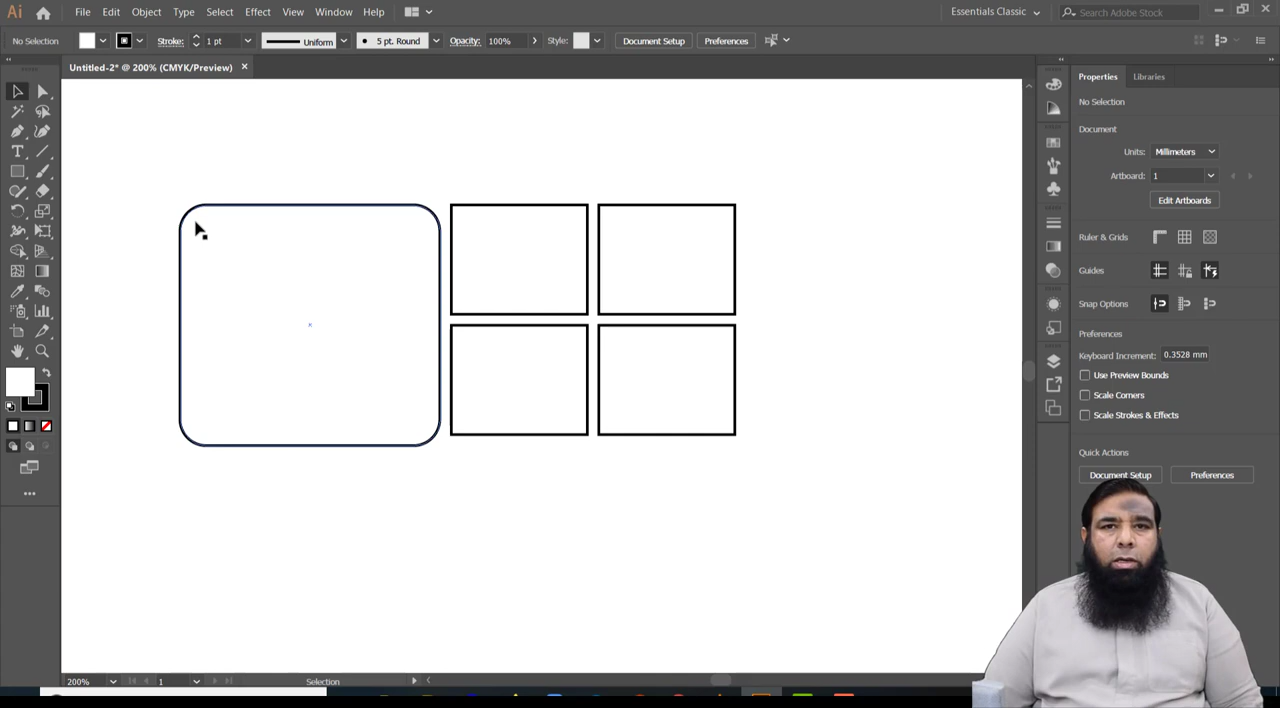 Ai File Edit Object Type Select Effect View Window Help Essentials Classic Search Adobe Stock
No Selection Stroke: 1 pt Uniform 5 pt. Round Opacity: 100% Style: Document Setup Preferences
Untitled-2* @ 200% (CMYK/Preview)
Properties Libraries
No Selection
Document
Units: Millimeters
Artboard: 1
Edit Artboards
Ruler & Grids
Guides
Snap Options
Preferences
Keyboard Increment: 0.3528 mm
Use Preview Bounds
Scale Corners
Scale Strokes & Effects
Quick Actions
Document Setup Preferences
200% 1 Selection